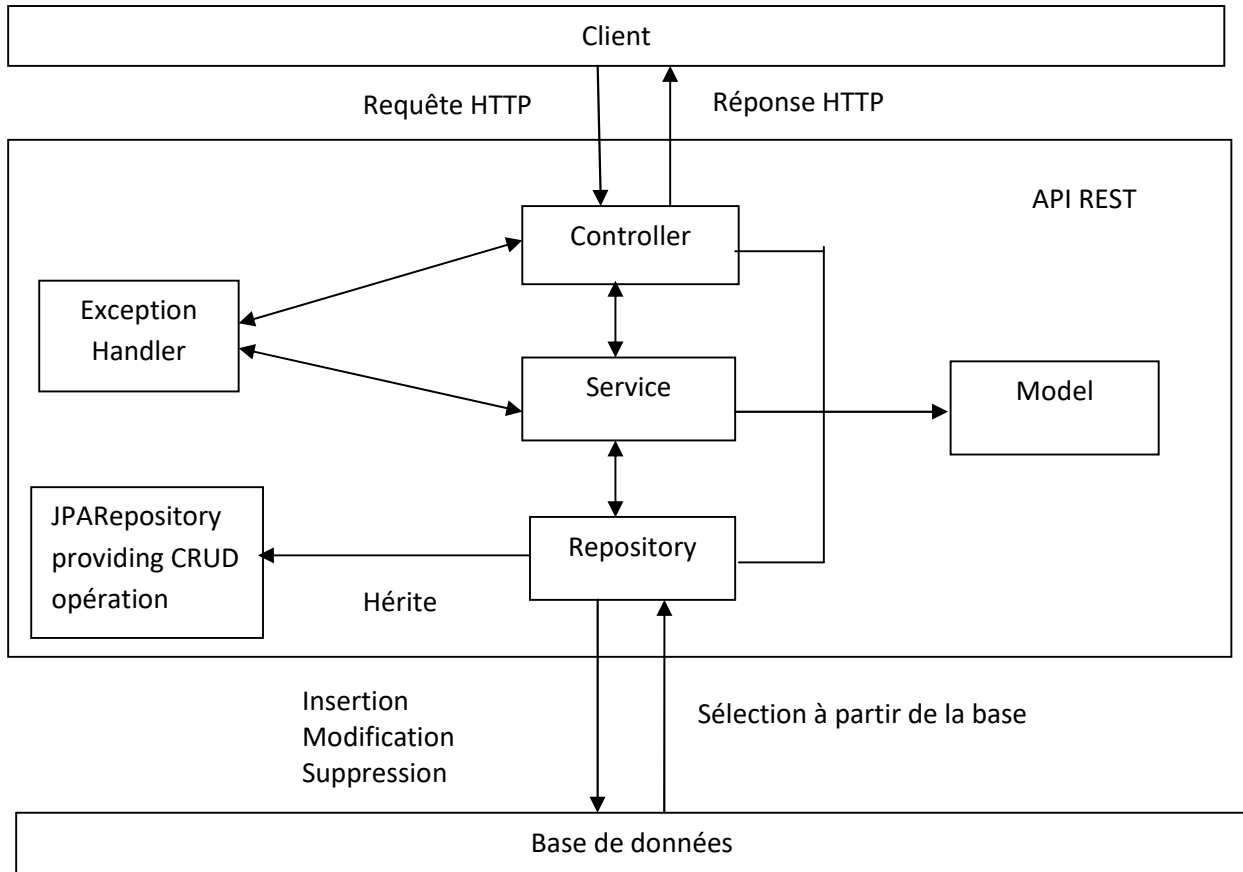 Client
Requête HTTP
Réponse HTTP
API REST
Controller
Exception
Handler
Service
Model
JPARepository
providing CRUD
opération
Repository
Hérite
Insertion
Modification
Suppression
Sélection à partir de la base
Base de données